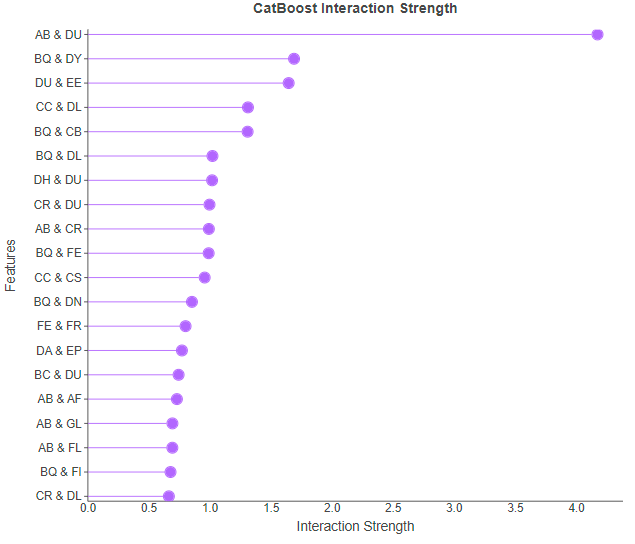 CatBoost Interaction Strength
AB & DU
BQ & DY
DU & EE
CC & DL
BQ & CB
BQ & DL
DH & DU
CR & DU
AB & CR
BQ & FE
CC & CS
BQ & DN
FE & FR
DA & EP
BC & DU
AB & AF
AB & GL
AB & FL
BQ & FI
CR & DL
Features
0.0 0.5 1.0 1.5 2.0 2.5 3.0 3.5 4.0
Interaction Strength